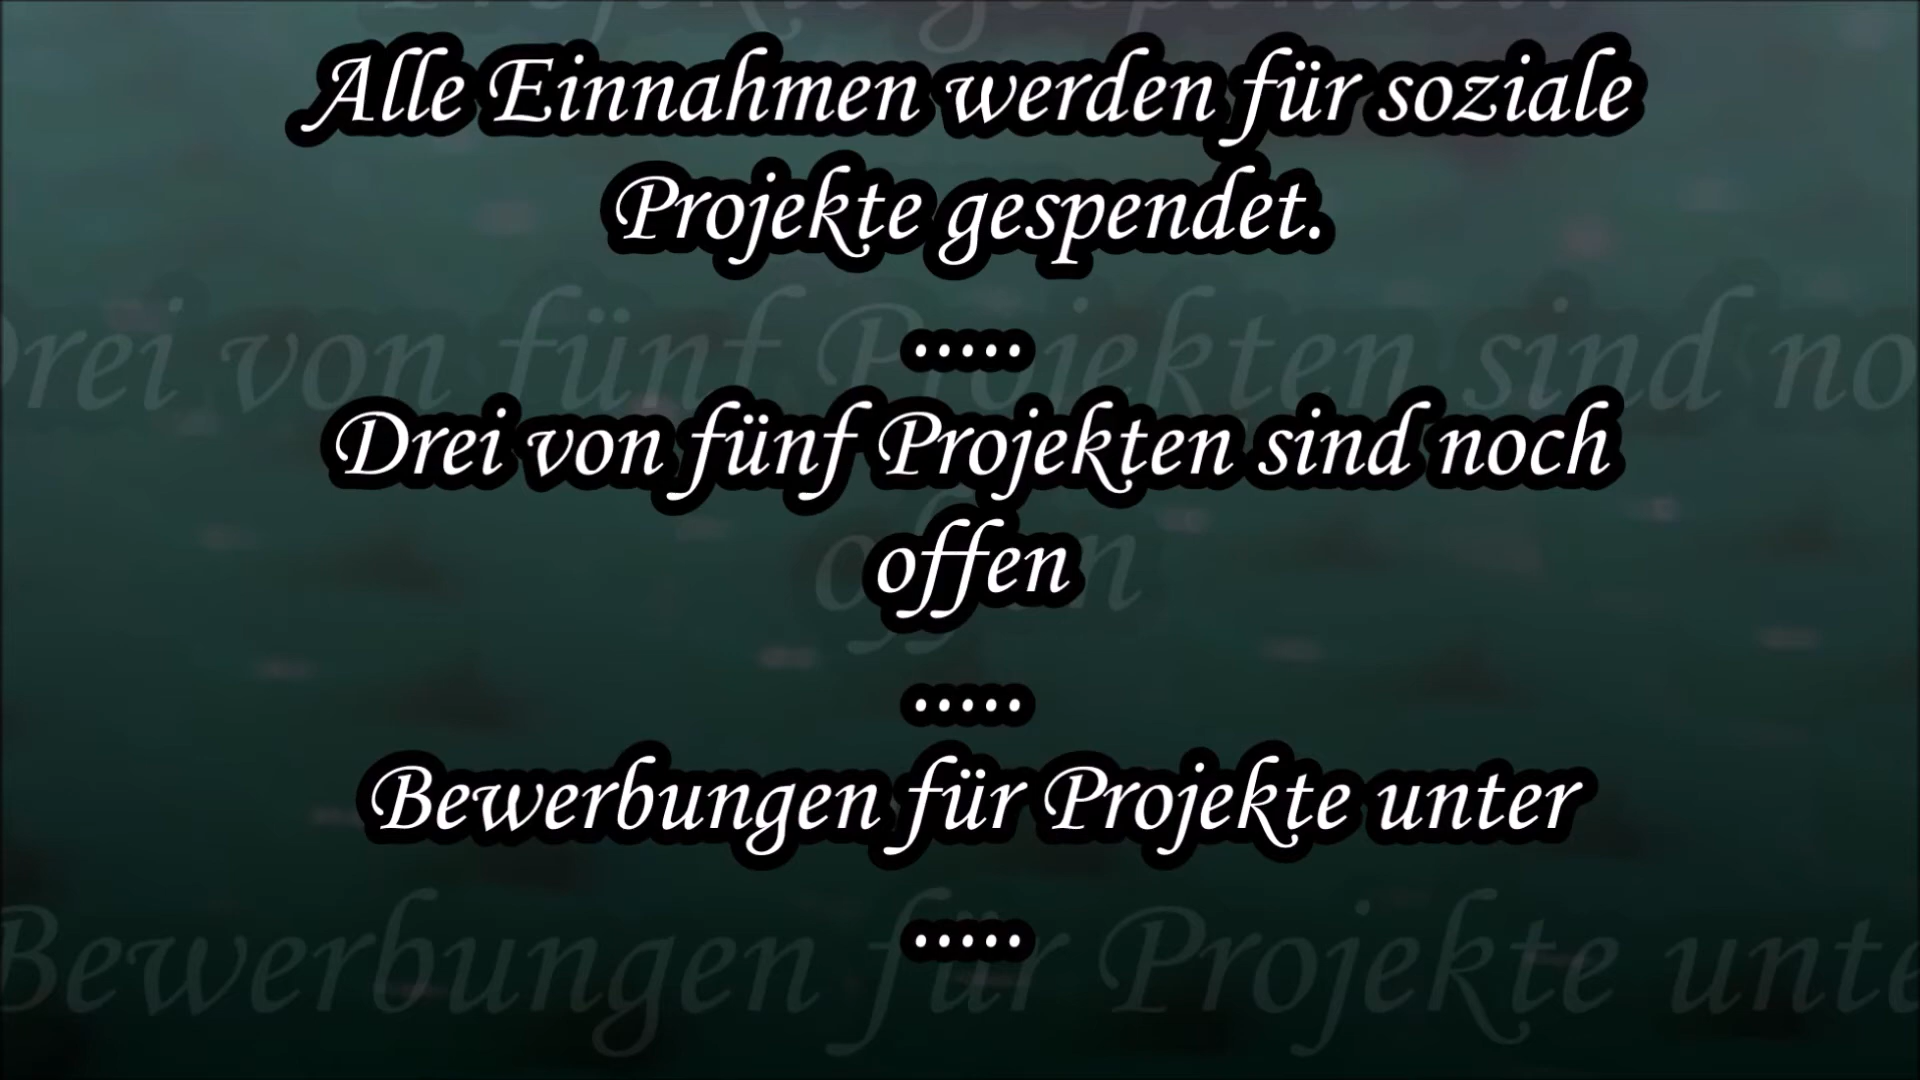 Alle Einnahmen werden für soziale
Projekte gespendet.
.....
Drei von fünf Projekten sind noch
offen
.....
Bewerbungen für Projekte unter
.....